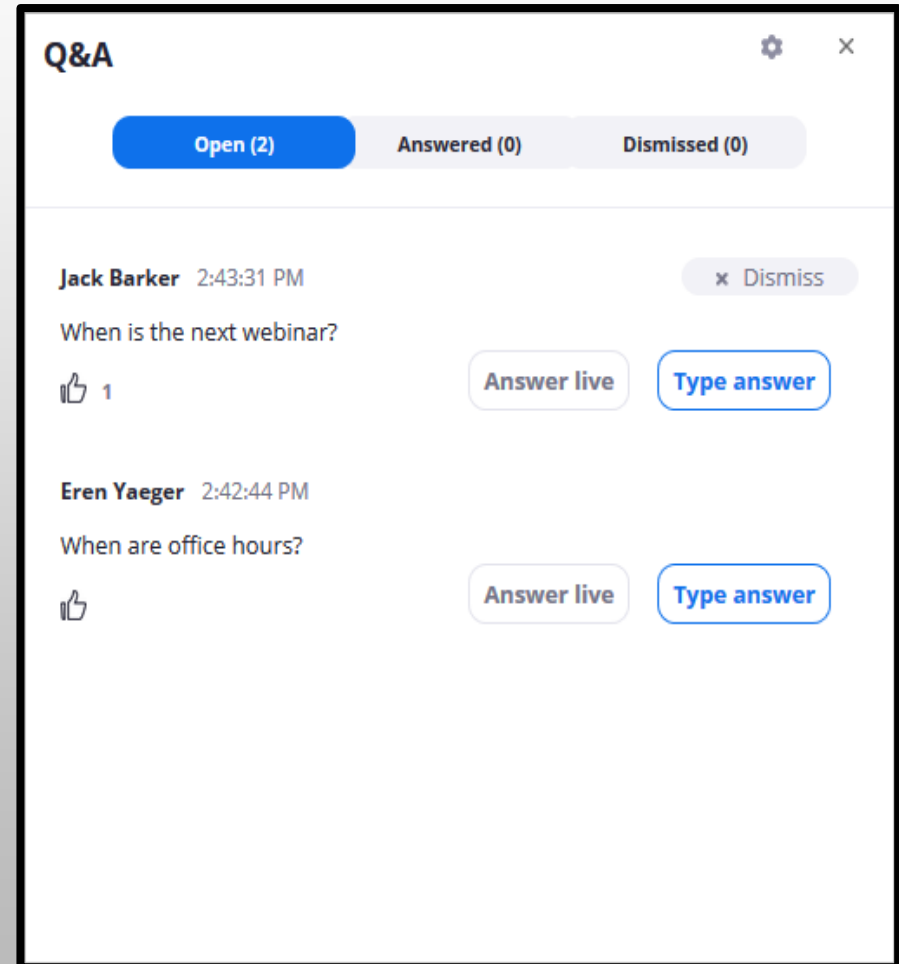 Q&A
Open (2) Answered (0) Dismissed (0)
Jack Barker 2:43:31 PM × Dismiss
When is the next webinar?
1 Answer live Type answer
Eren Yaeger 2:42:44 PM
When are office hours?
Answer live Type answer